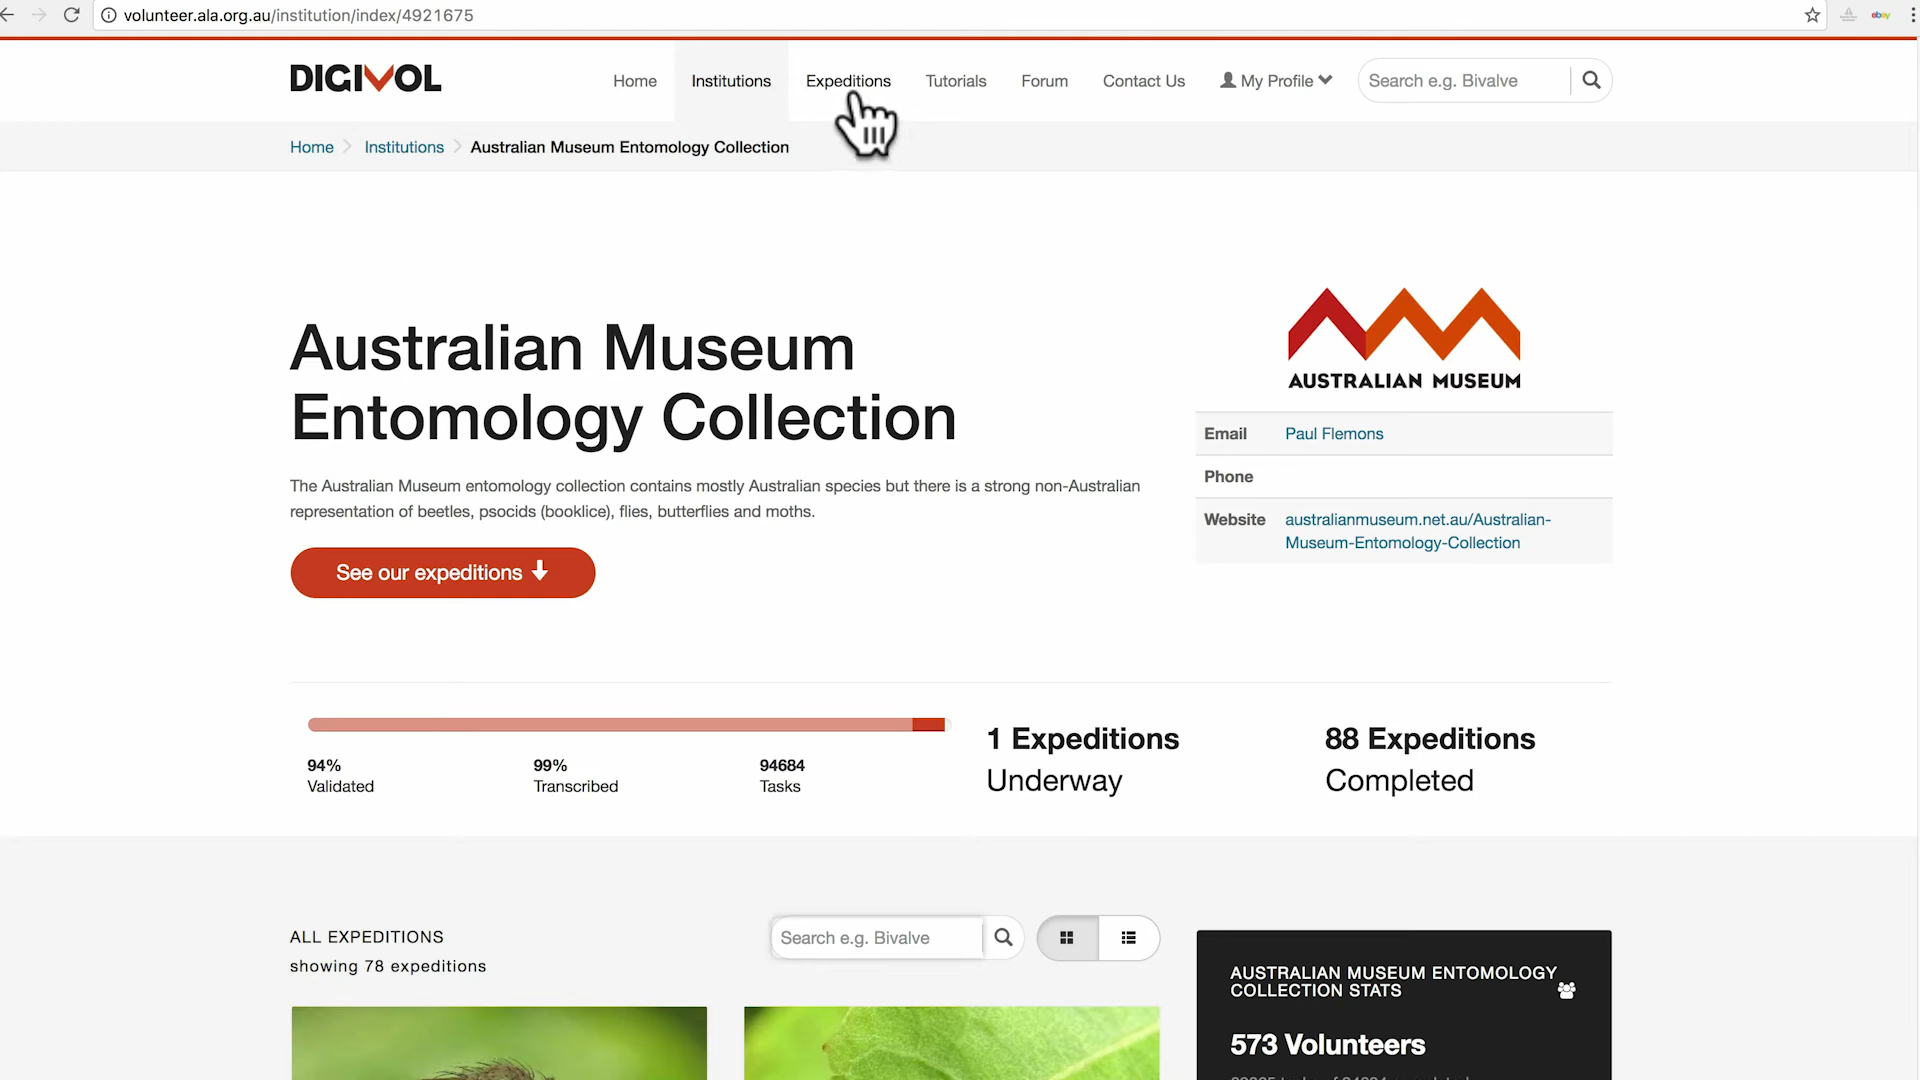 volunteer.ala.org.au/institution/index/4921675
ebay
DIGIVOL
Home
Institutions
Expeditions
Tutorials
Forum
Contact Us
My Profile
Search e.g. Bivalve
Home
Institutions
Australian Museum Entomology Collection
Australian Museum
Entomology Collection
The Australian Museum entomology collection contains mostly Australian species but there is a strong non-Australian
representation of beetles, psocids (booklice), flies, butterflies and moths.
See our expeditions
AUSTRALIAN MUSEUM
Email Paul Flemons
Phone
Website australianmuseum.net.au/Australian-
Museum-Entomology-Collection
94%
Validated
99%
Transcribed
94684
Tasks
1 Expeditions
Underway
88 Expeditions
Completed
ALL EXPEDITIONS
showing 78 expeditions
Search e.g. Bivalve
AUSTRALIAN MUSEUM ENTOMOLOGY
COLLECTION STATS
573 Volunteers